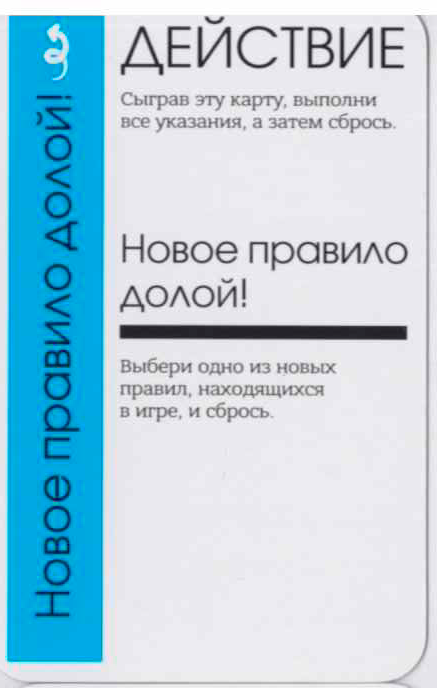 Новое правило долой!
ДЕЙСТВИЕ
Сыграв эту карту, выполни
все указания, а затем сбрось.
Новое правило
долой!
Выбери одно из новых
правил, находящихся
в игре, и сбрось.